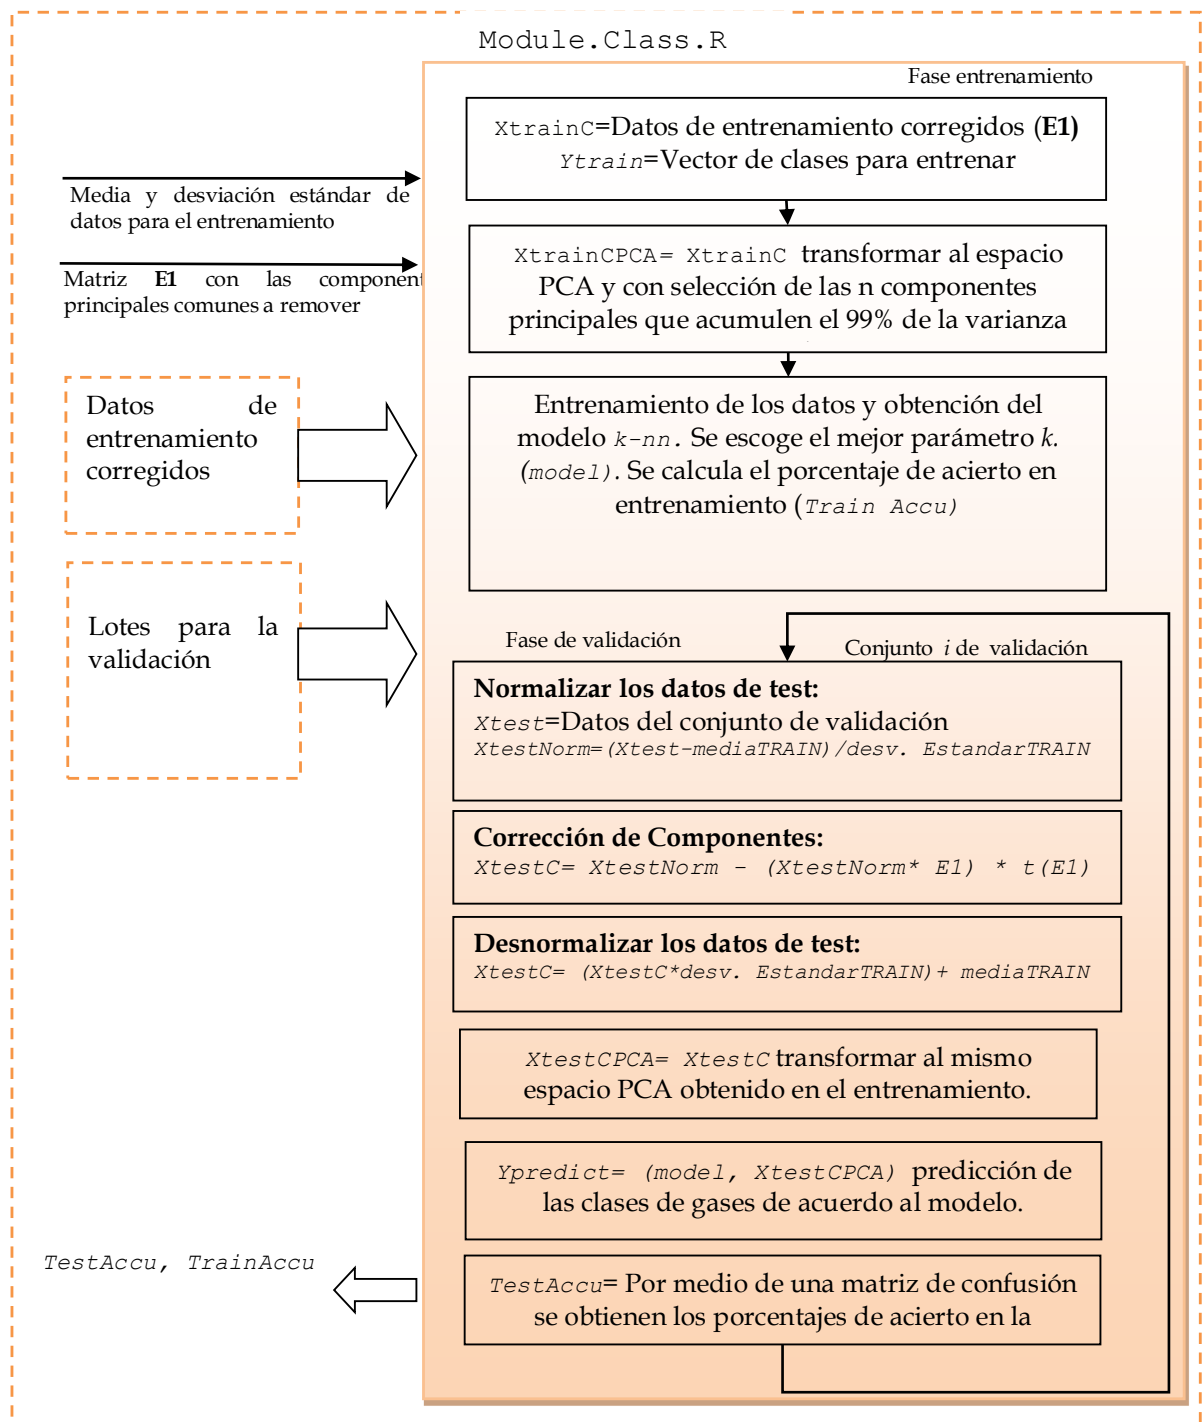 Module.Class.R
Fase entrenamiento
XtrainC=Datos de entrenamiento corregidos (E1)
Ytrain=Vector de clases para entrenar
Media y desviación estándar de
datos para el entrenamiento
Matriz E1 con las component
principales comunes a remover
XtrainCPCA= XtrainC transformar al espacio
PCA y con selección de las n componentes
principales que acumulen el 99% de la varianza
Datos de
entrenamiento
corregidos
Entrenamiento de los datos y obtención del
modelo k-nn. Se escoge el mejor parámetro k.
(model). Se calcula el porcentaje de acierto en
entrenamiento (Train Accu)
Lotes para la
validación
Fase de validación
Conjunto i de validación
Normalizar los datos de test:
Xtest=Datos del conjunto de validación
XtestNorm=(Xtest-mediaTRAIN)/desv. EstandarTRAIN
Corrección de Componentes:
XtestC= XtestNorm - (XtestNorm* E1) * t(E1)
Desnormalizar los datos de test:
XtestC= (XtestC*desv. EstandarTRAIN)+ mediaTRAIN
XtestCPCA= XtestC transformar al mismo
espacio PCA obtenido en el entrenamiento.
Ypredict= (model, XtestCPCA) predicción de
las clases de gases de acuerdo al modelo.
TestAccu, TrainAccu
TestAccu= Por medio de una matriz de confusión
se obtienen los porcentajes de acierto en la